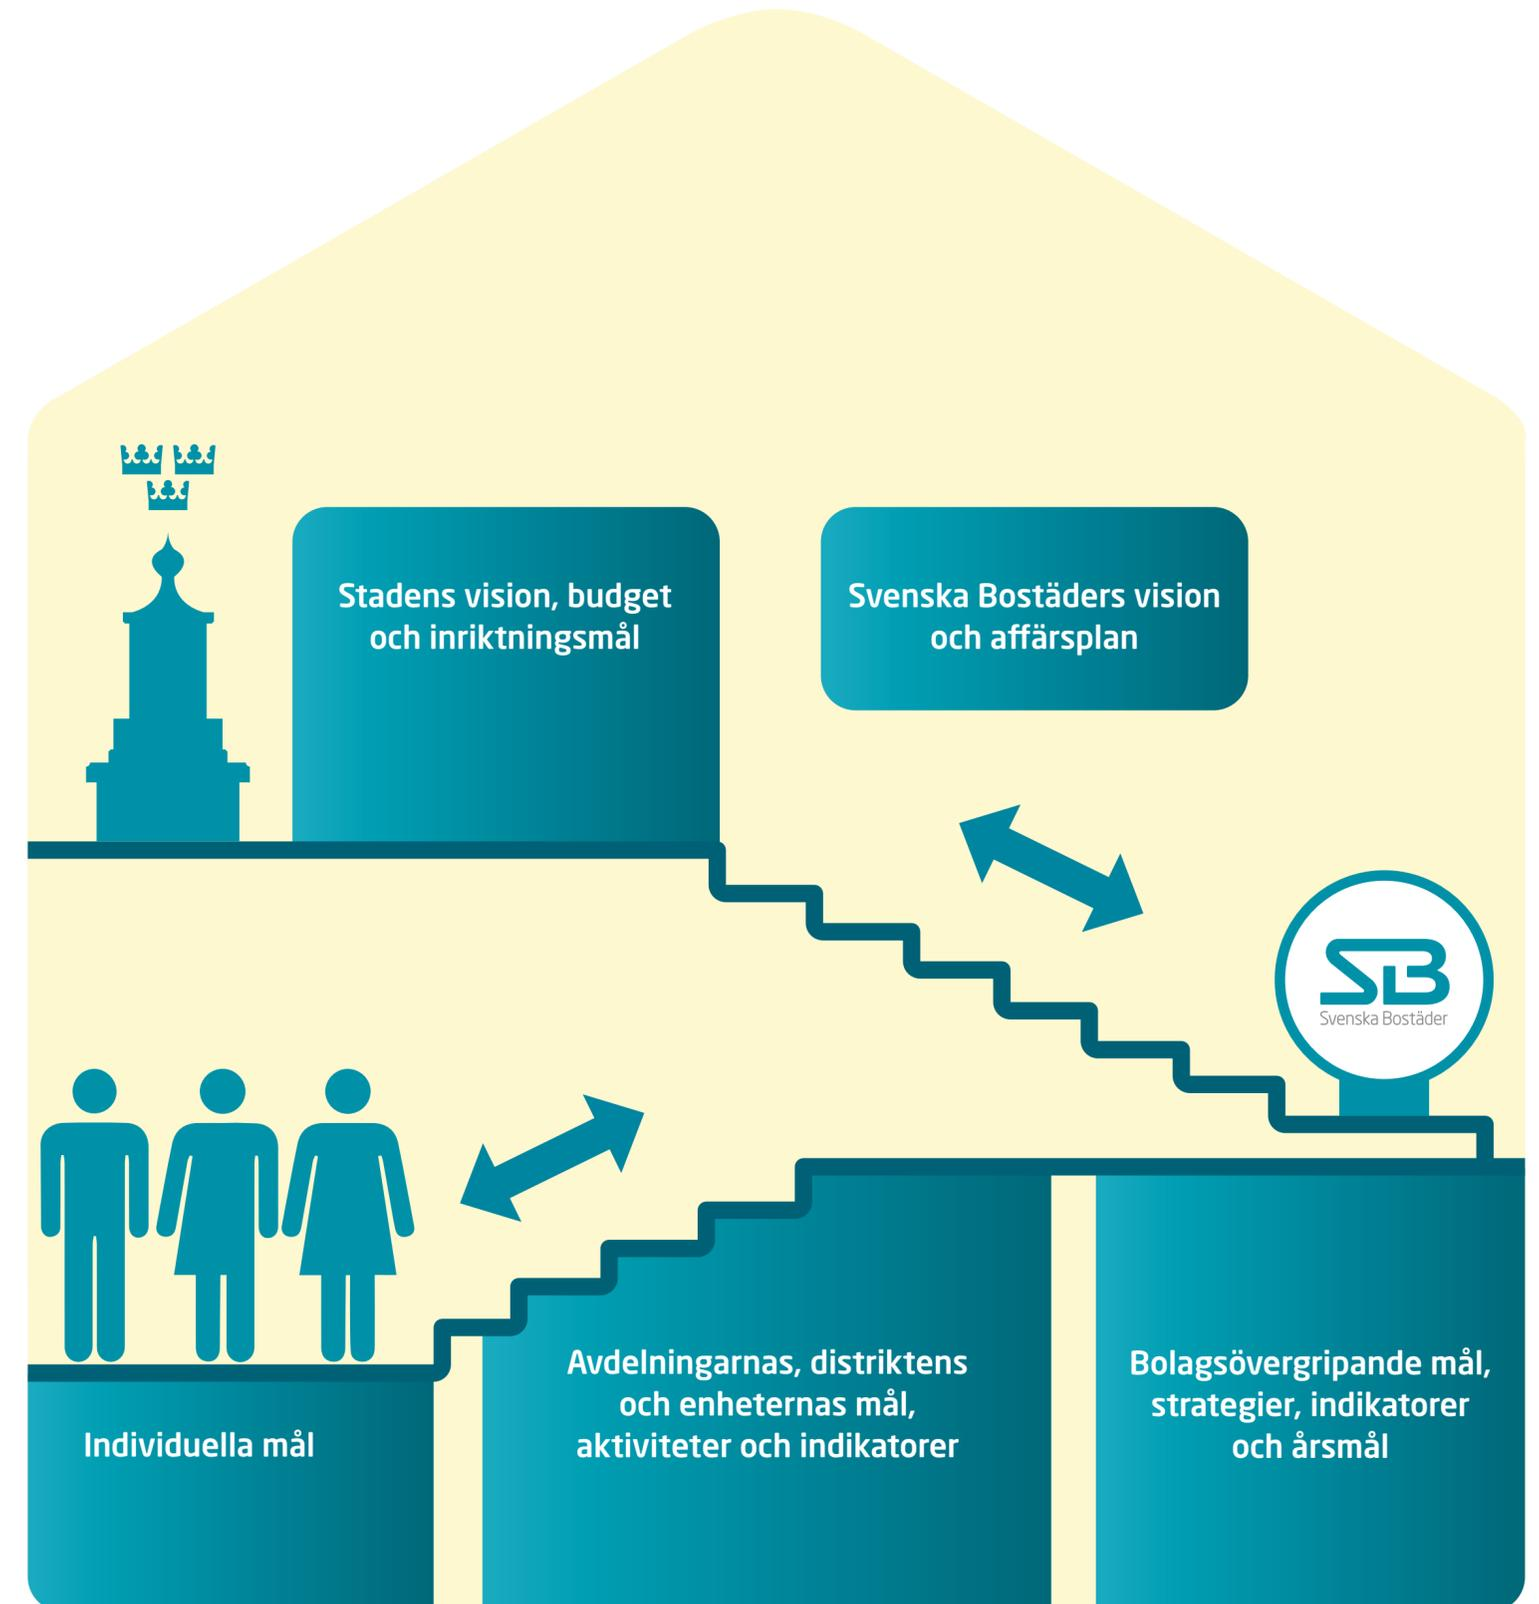 Stadens vision, budget
och inriktningsmål
Svenska Bostäders vision
och affärsplan
SB
Svenska Bostäder
Individuella mål
Avdelningarnas, distriktens
och enheternas mål,
aktiviteter och indikatorer
Bolagsövergripande mål,
strategier, indikatorer
och årsmål